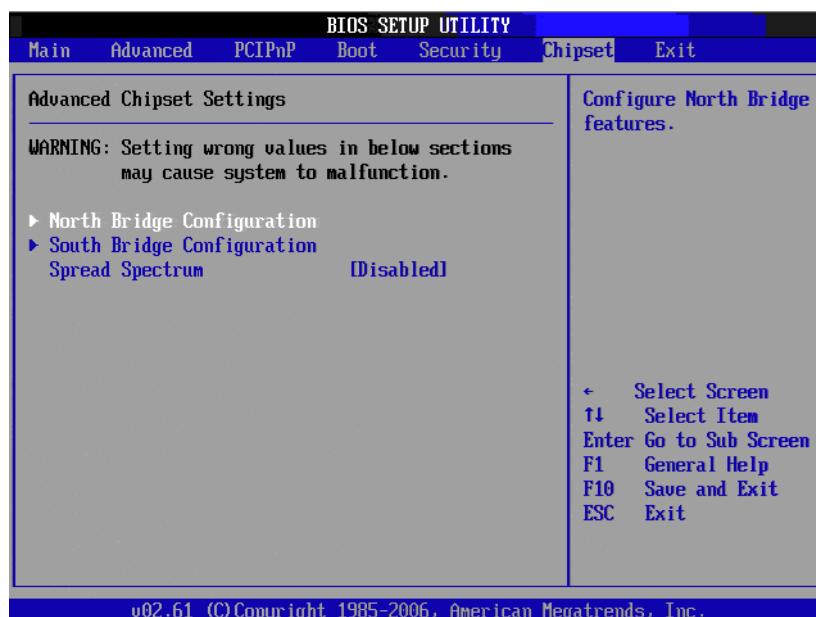 BIOS SETUP UTILITY
Main Advanced PCIPnP Boot Security Chipset Exit
Advanced Chipset Settings
WARNING: Setting wrong values in below sections
may cause system to malfunction.
▶ North Bridge Configuration
▶ South Bridge Configuration
Spread Spectrum [Disabled]
Configure North Bridge
features.
← Select Screen
↑↓ Select Item
Enter Go to Sub Screen
F1 General Help
F10 Save and Exit
ESC Exit
v02.61 (C)Copyright 1985-2006, American Megatrends, Inc.